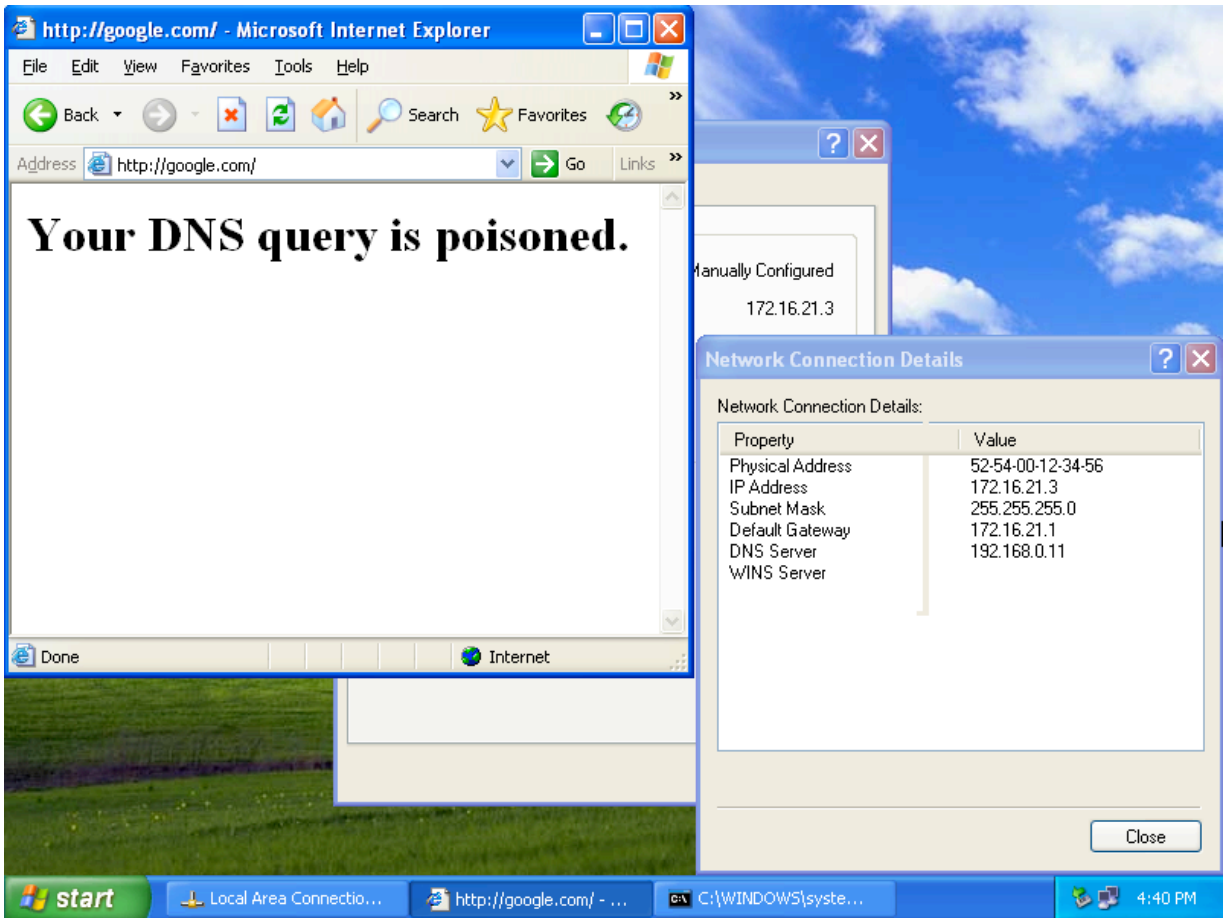 http://google.com/ - Microsoft Internet Explorer
File Edit View Favorites Tools Help
Back Search Favorites »
Address http://google.com/ Go Links »
Your DNS query is poisoned.
Done Internet
Manually Configured
172.16.21.3
Network Connection Details
Network Connection Details:
Property Value
Physical Address 52-54-00-12-34-56
IP Address 172.16.21.3
Subnet Mask 255.255.255.0
Default Gateway 172.16.21.1
DNS Server 192.168.0.11
WINS Server
Close
start Local Area Connectio... http://google.com/ - ... C:\WINDOWS\syste... 4:40 PM